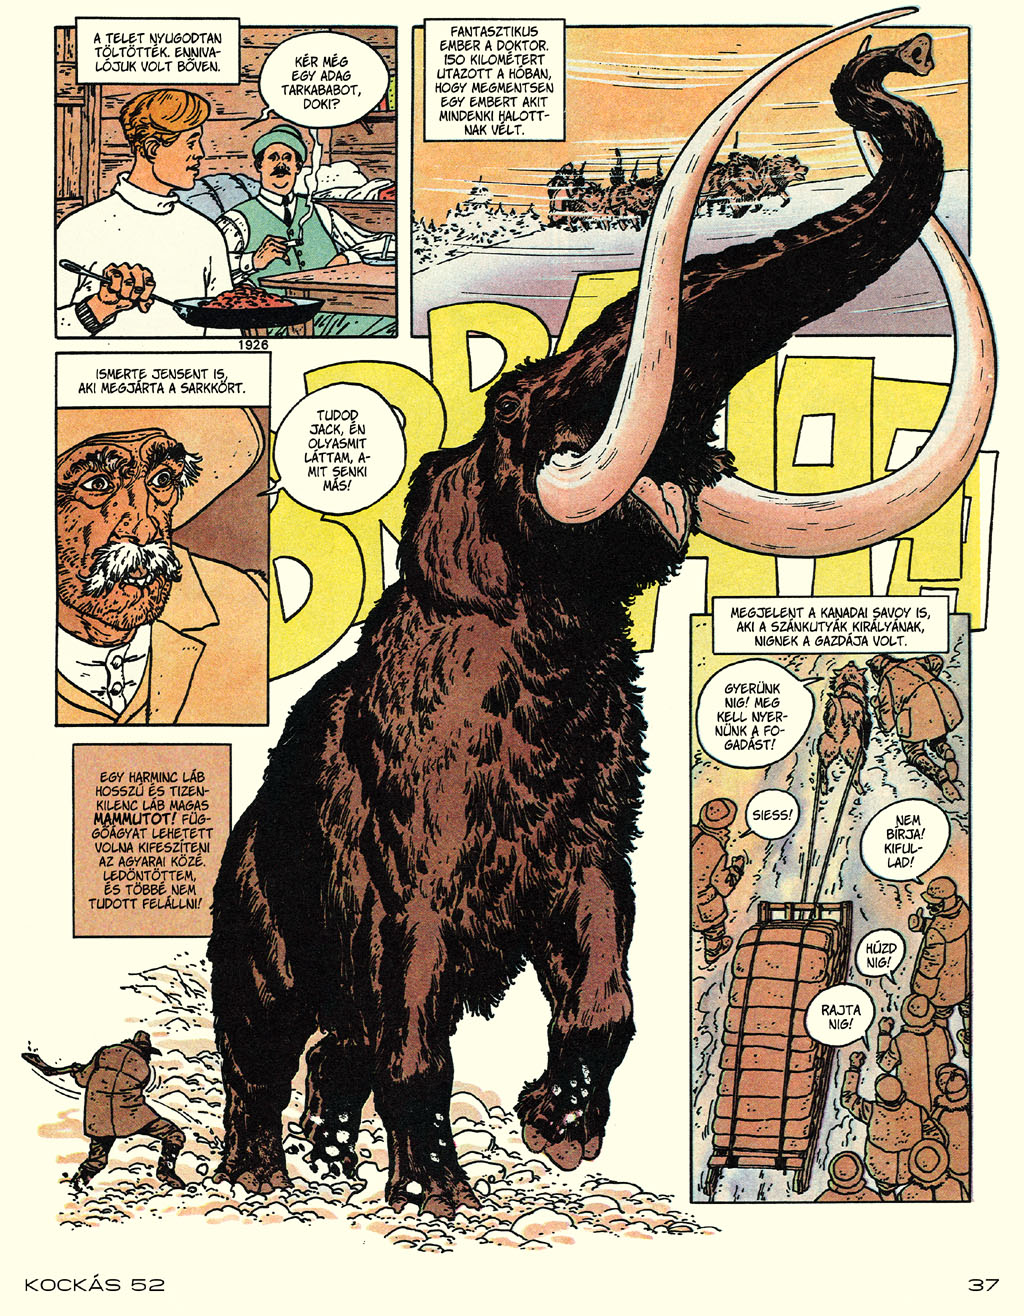 A TELET NYUGODTAN
TÖLTÖTTÉK. ENNIVA-
LÓJUK VOLT BŐVEN.
KÉR MÉG
EGY ADAG
TARKABABOT,
DOKI?
FANTASZTIKUS
EMBER A DOKTOR.
150 KILOMÉTERT
UTAZOTT A HÓBAN,
HOGY MEGMENTSEN
EGY EMBERT AKIT
MINDENKI HALOTT-
NAK VÉLT.
1926
ISMERTE JENSENT IS,
AKI MEGJÁRTA A SARKKÖRT.
TUDOD
JACK, ÉN
OLYASMIT
LÁTTAM, A-
MIT SENKI
MÁS!
EGY HARMINC LÁB
HOSSZÚ ÉS TIZEN-
KILENC LÁB MAGAS
MAMMUTOT! FÜG-
GŐÁGYAT LEHETETT
VOLNA KIFESZÍTENI
AZ AGYARAI KÖZÉ.
LEDÖNTÖTTEM,
ÉS TÖBBÉ NEM
TUDOTT FELÁLLNI!
MEGJELENT A KANADAI SAVOY IS,
AKI A SZÁNKUTYÁK KIRÁLYÁNAK,
NIGNEK A GAZDÁJA VOLT.
GYERÜNK
NIG! MEG
KELL NYER-
NÜNK A FO-
GADÁST!
SIESS!
NEM
BÍRJA!
KIFUL-
LAD!
HÚZD
NIG!
RAJTA
NIG!
KOCKÁS 52
37